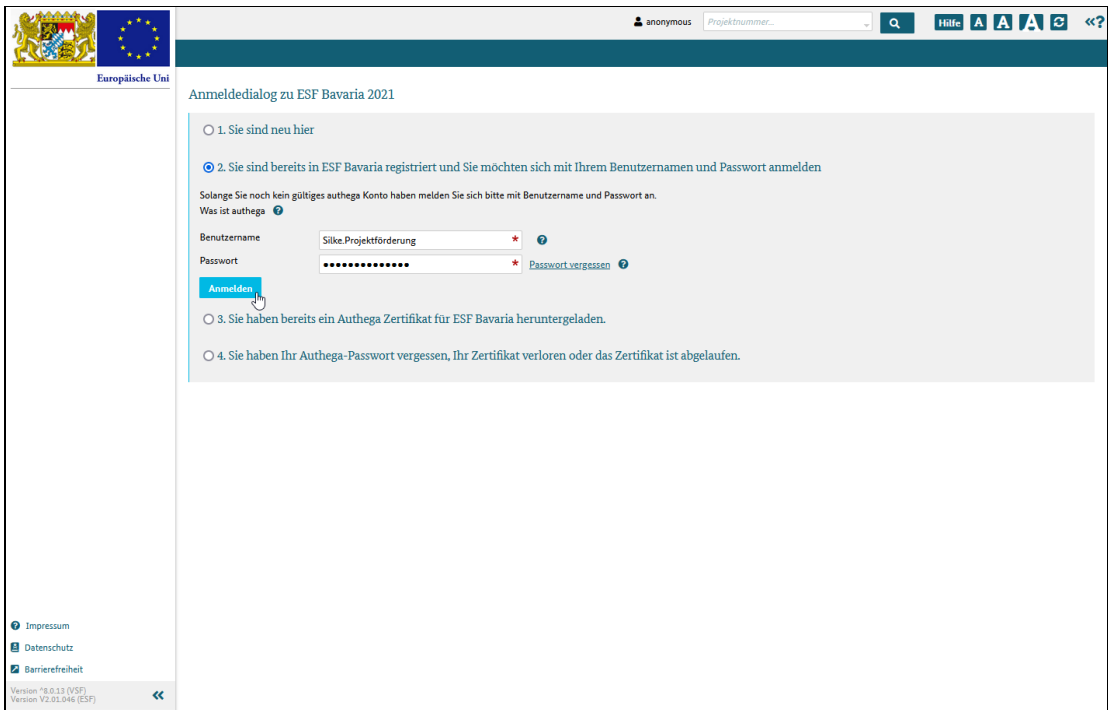 anonymous
Projektnummer...
Hilfe A A A
«?
Europäische Uni
Anmeldedialog zu ESF Bavaria 2021
1. Sie sind neu hier
2. Sie sind bereits in ESF Bavaria registriert und Sie möchten sich mit Ihrem Benutzernamen und Passwort anmelden
Solange Sie noch kein gültiges authega Konto haben melden Sie sich bitte mit Benutzername und Passwort an.
Was ist authega ?
Benutzername
Silke.Projektförderung * ?
Passwort
•••••••••••••• * Passwort vergessen ?
Anmelden
3. Sie haben bereits ein Authega Zertifikat für ESF Bavaria heruntergeladen.
4. Sie haben Ihr Authega-Passwort vergessen, Ihr Zertifikat verloren oder das Zertifikat ist abgelaufen.
? Impressum
Datenschutz
Barrierefreiheit
Version ^8.0.13 (VSF)
Version V2.01.046 (ESF)
«